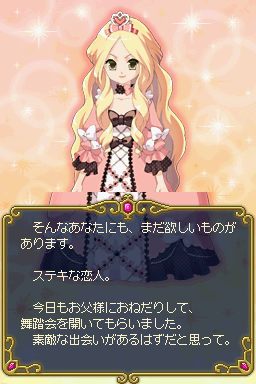 そんなあなたにも、まだ欲しいものが
あります。
　ステキな恋人。
　今日もお父様におねだりして、
舞踏会を開いてもらいました。
　素敵な出会いがあるはずだと思って。